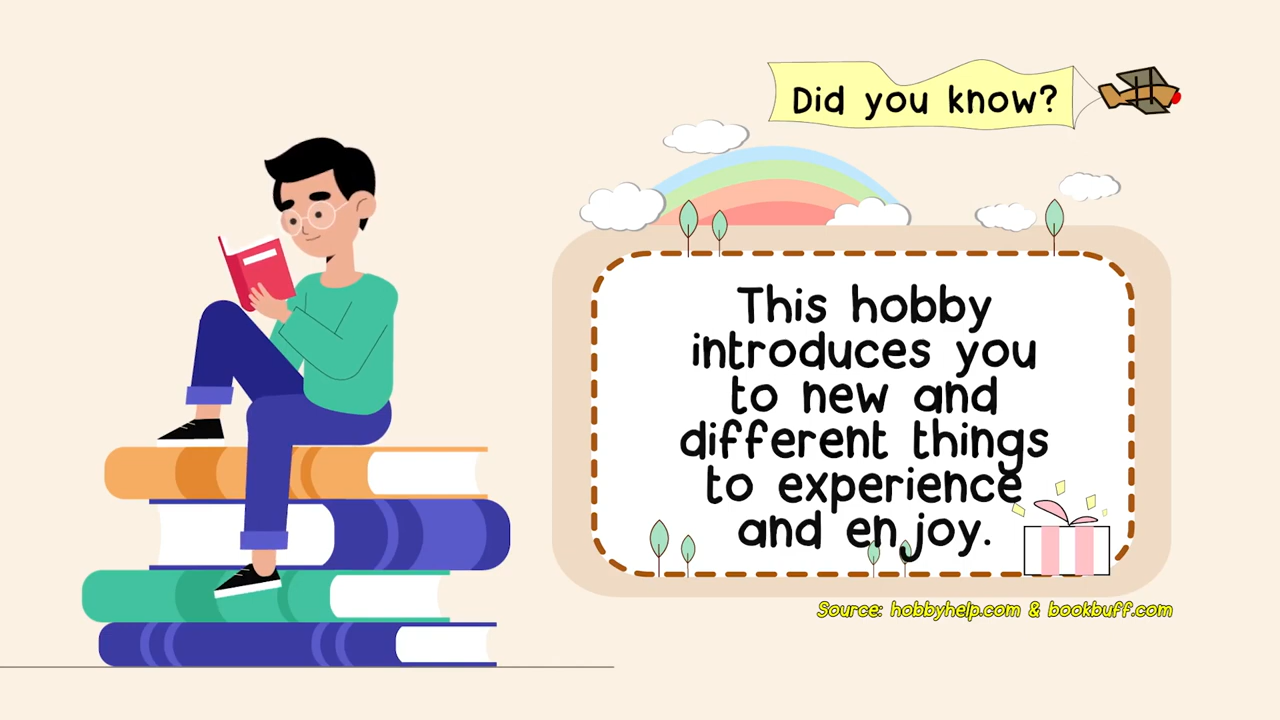 Did you know?
This hobby
introduces you
to new and
different things
to experience
and enjoy.
Source: hobbyhelp.com & bookbuff.com